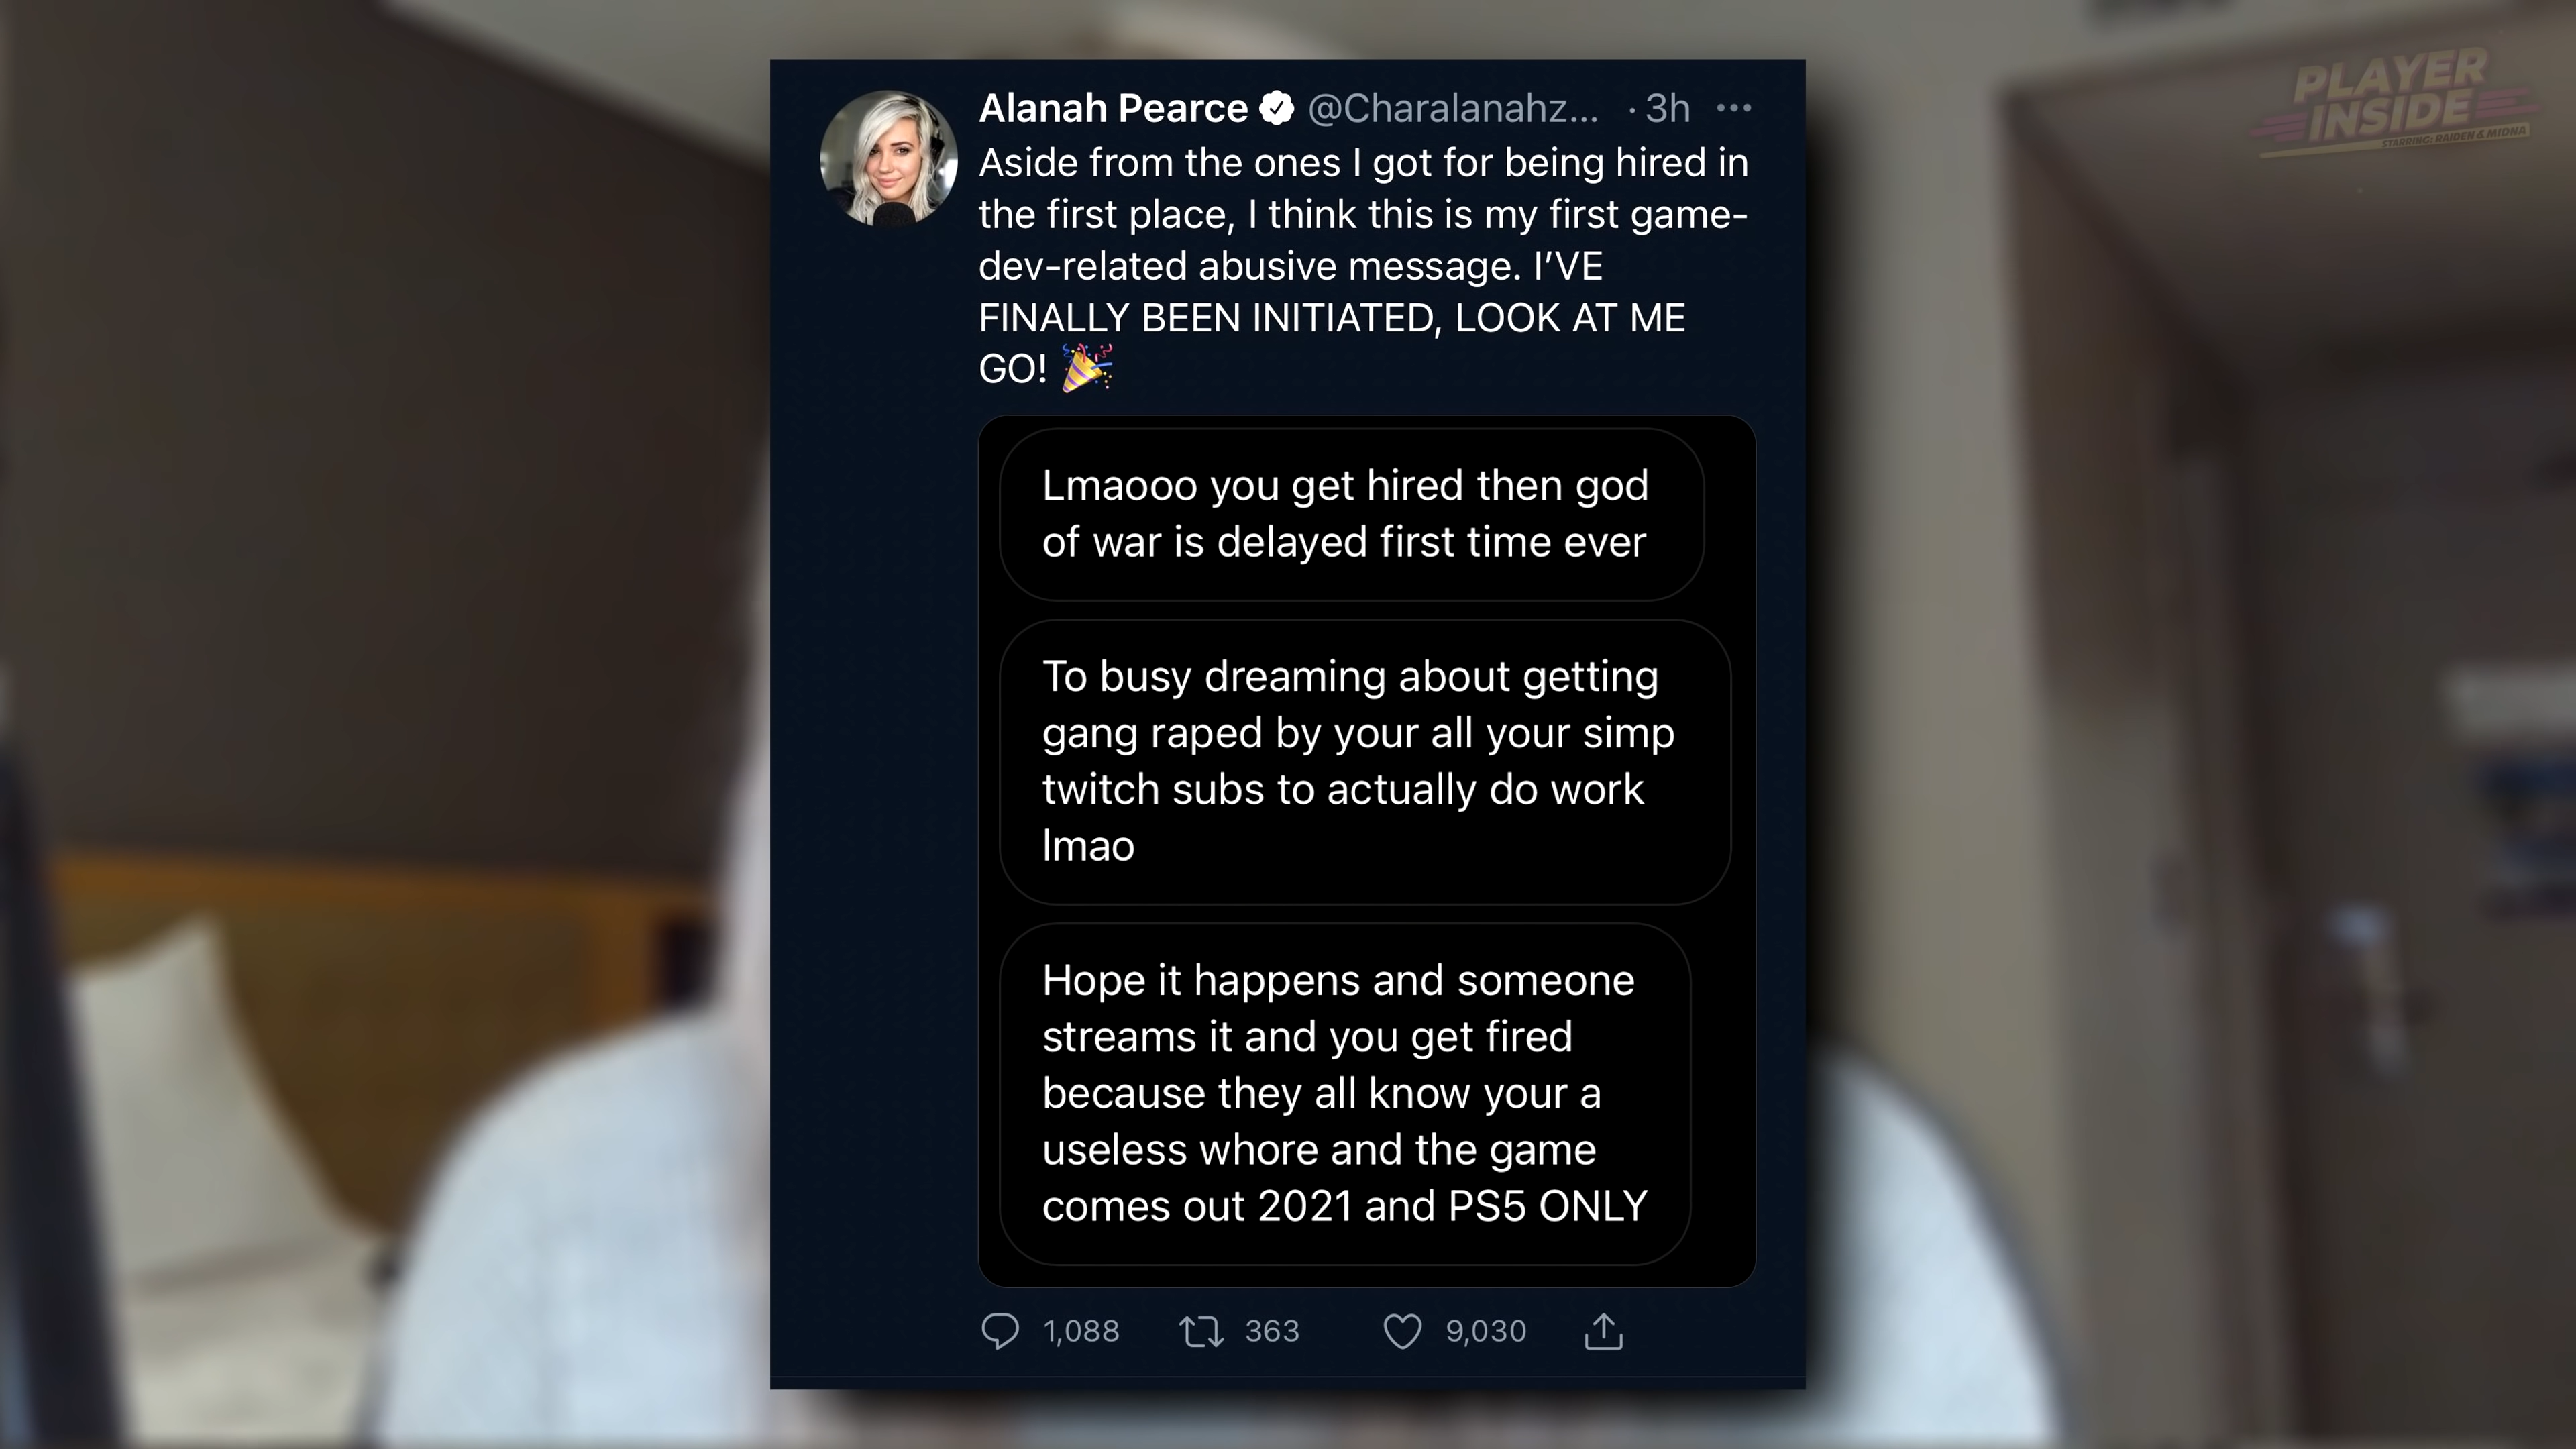 PLAYER
INSIDE
STARRING: RAIDEN & MIDNA
Alanah Pearce @Charalanahz... · 3h ...
Aside from the ones I got for being hired in
the first place, I think this is my first game-
dev-related abusive message. I’VE
FINALLY BEEN INITIATED, LOOK AT ME
GO! 🎉
Lmaooo you get hired then god
of war is delayed first time ever
To busy dreaming about getting
gang raped by your all your simp
twitch subs to actually do work
lmao
Hope it happens and someone
streams it and you get fired
because they all know your a
useless whore and the game
comes out 2021 and PS5 ONLY
1,088 363 9,030